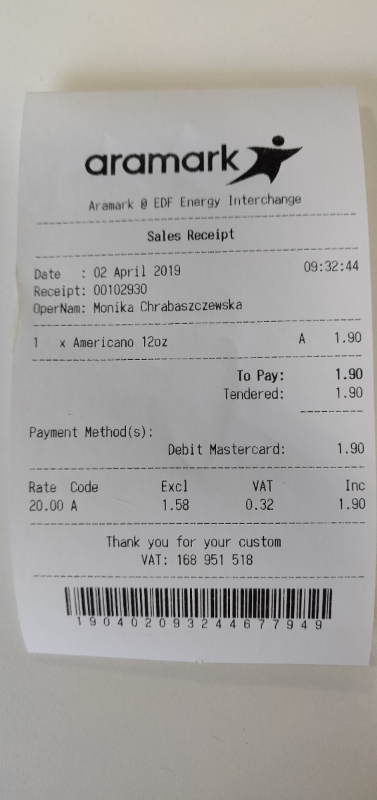 aramark
Aramark @ EDF Energy Interchange
Sales Receipt
Date : 02 April 2019 09:32:44
Receipt: 00102930
OperNam: Monika Chrabaszczewska
1 x Americano 12oz A 1.90
To Pay: 1.90
Tendered: 1.90
Payment Method(s):
Debit Mastercard: 1.90
Rate Code Excl VAT Inc
20.00 A 1.58 0.32 1.90
Thank you for your custom
VAT: 168 951 518
190402093244677949